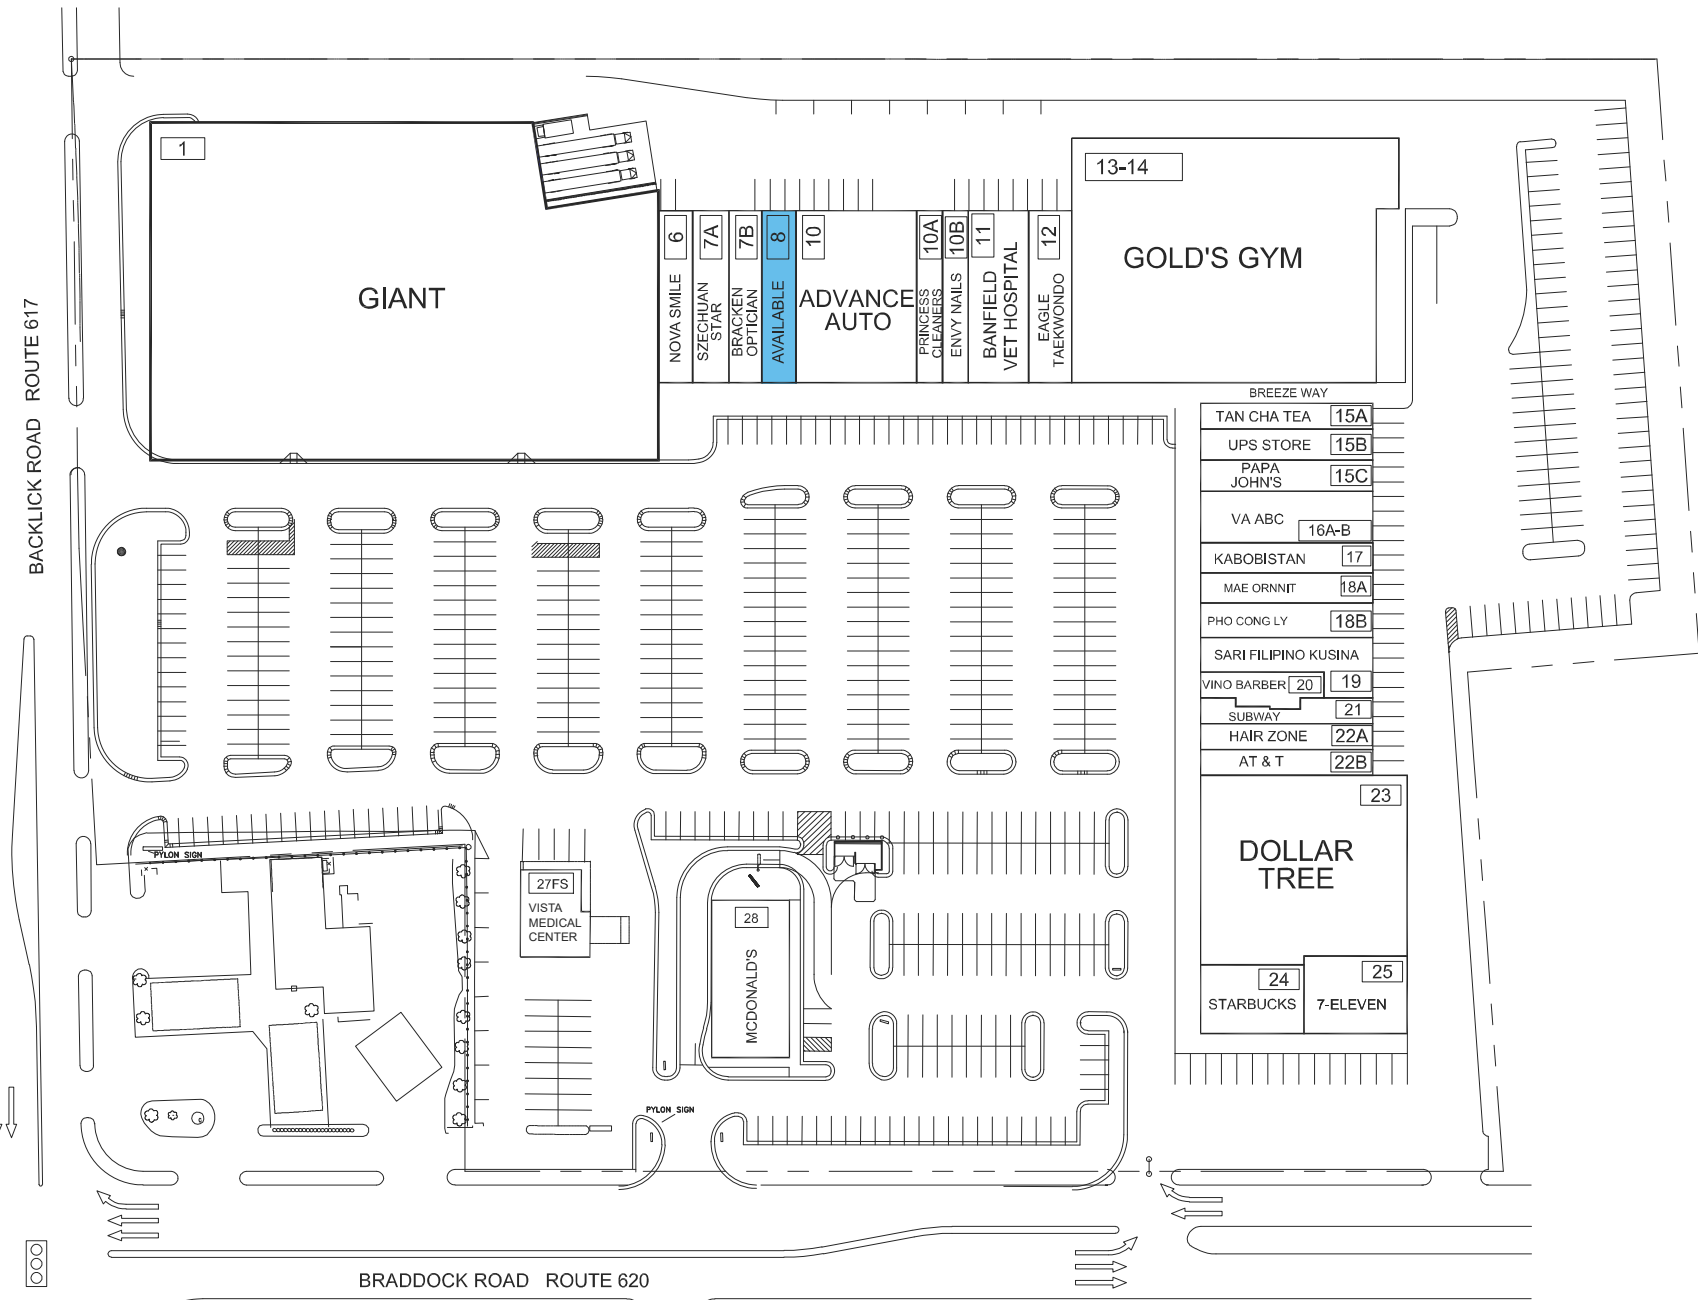 1
GIANT
6
NOVA SMILE
7A
SZECHUAN
STAR
7B
BRACKEN
OPTICIAN
8
AVAILABLE
10
ADVANCE
AUTO
10A
PRINCESS
CLEANERS
10B
ENVY NAILS
11
BANFIELD
VET HOSPITAL
12
EAGLE
TAEKWONDO
13-14
GOLD'S GYM
BREEZE WAY
TAN CHA TEA 15A
UPS STORE 15B
PAPA
JOHN'S 15C
VA ABC
16A-B
KABOBISTAN 17
MAE ORNNIT 18A
PHO CONG LY 18B
SARI FILIPINO KUSINA
19
VINO BARBER 20
SUBWAY 21
HAIR ZONE 22A
AT & T 22B
23
DOLLAR
TREE
24
STARBUCKS
25
7-ELEVEN
PYLON SIGN
27FS
VISTA
MEDICAL
CENTER
28
MCDONALD'S
PYLON SIGN
BACKLICK ROAD ROUTE 617
BRADDOCK ROAD ROUTE 620